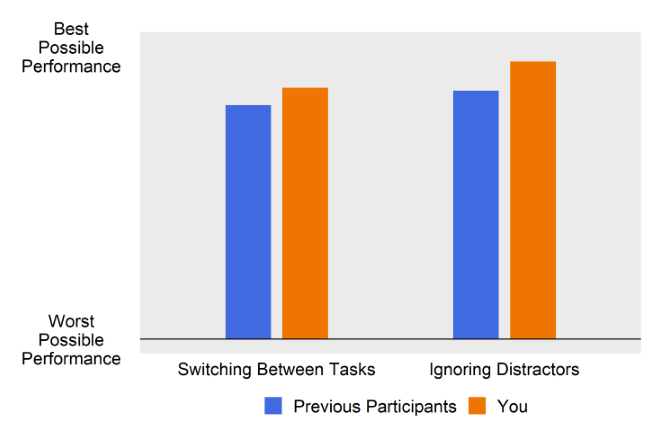 Best
Possible
Performance
Worst
Possible
Performance
Switching Between Tasks
Ignoring Distractors
Previous Participants
You